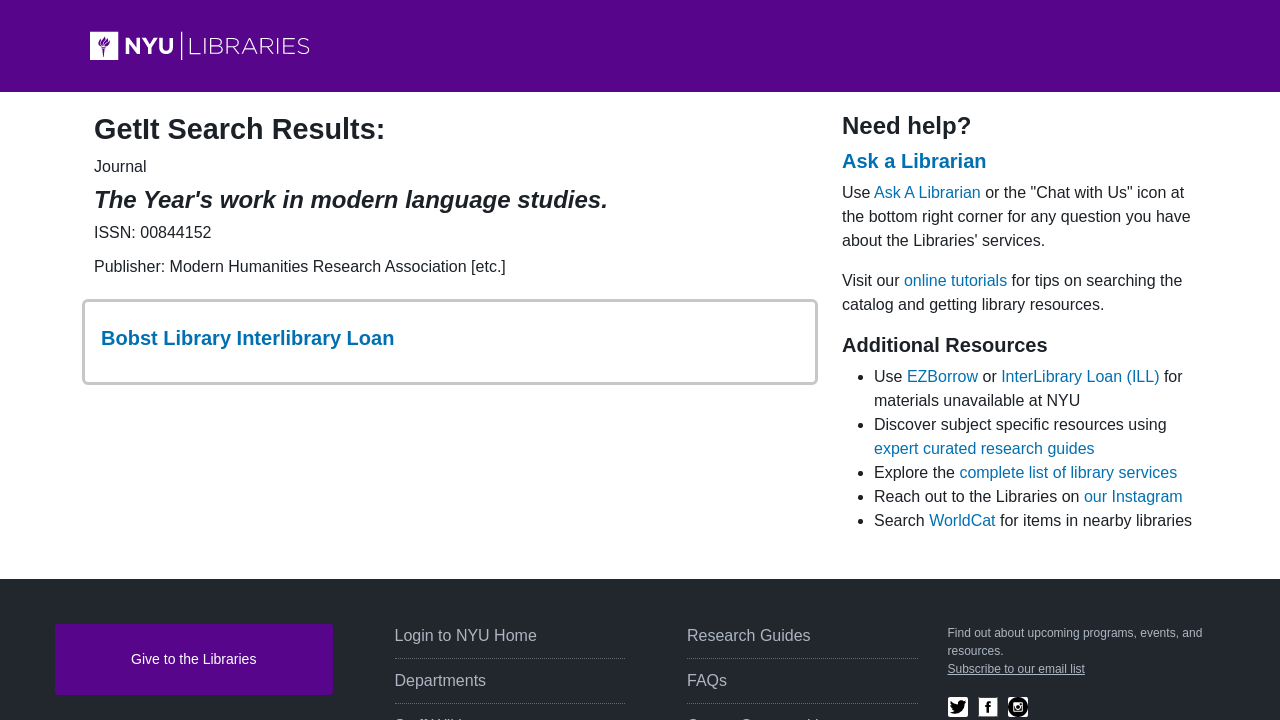 NYU LIBRARIES
GetIt Search Results:
Journal
The Year's work in modern language studies.
ISSN: 00844152
Publisher: Modern Humanities Research Association [etc.]
Bobst Library Interlibrary Loan
Need help?
Ask a Librarian
Use Ask A Librarian or the "Chat with Us" icon at
the bottom right corner for any question you have
about the Libraries' services.
Visit our online tutorials for tips on searching the
catalog and getting library resources.
Additional Resources
Use EZBorrow or InterLibrary Loan (ILL) for
materials unavailable at NYU
Discover subject specific resources using
expert curated research guides
Explore the complete list of library services
Reach out to the Libraries on our Instagram
Search WorldCat for items in nearby libraries
Give to the Libraries
Login to NYU Home
Departments
Research Guides
FAQs
Find out about upcoming programs, events, and
resources.
Subscribe to our email list